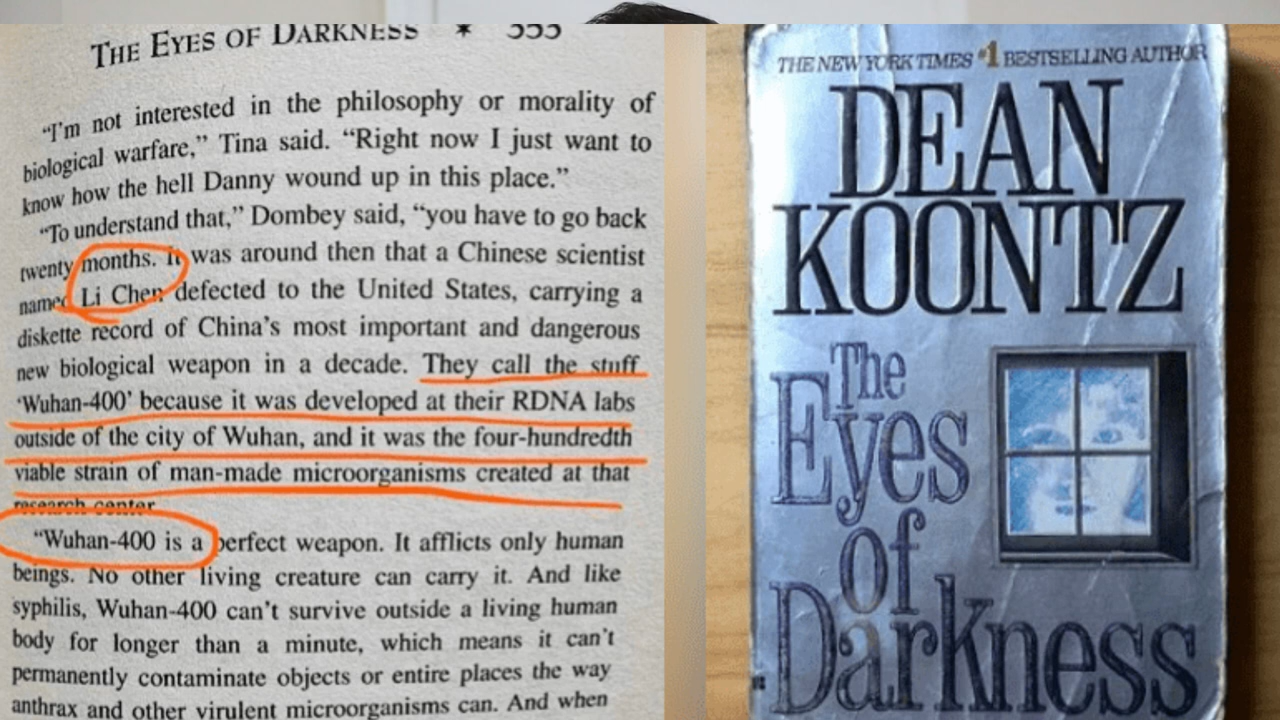 THE EYES OF DARKNESS * 333
“I'm not interested in the philosophy or morality of
biological warfare,” Tina said. “Right now I just want to
know how the hell Danny wound up in this place.”
“To understand that,” Dombey said, “you have to go back
twenty months. It was around then that a Chinese scientist
named Li Chen defected to the United States, carrying a
diskette record of China's most important and dangerous
new biological weapon in a decade. They call the stuff
‘Wuhan-400’ because it was developed at their RDNA labs
outside of the city of Wuhan, and it was the four-hundredth
viable strain of man-made microorganisms created at that
research center.
“Wuhan-400 is a perfect weapon. It afflicts only human
beings. No other living creature can carry it. And like
syphilis, Wuhan-400 can't survive outside a living human
body for longer than a minute, which means it can't
permanently contaminate objects or entire places the way
anthrax and other virulent microorganisms can. And when
THE NEW YORK TIMES #1 BESTSELLING AUTHOR
DEAN
KOONTZ
The
Eyes
of
Darkness